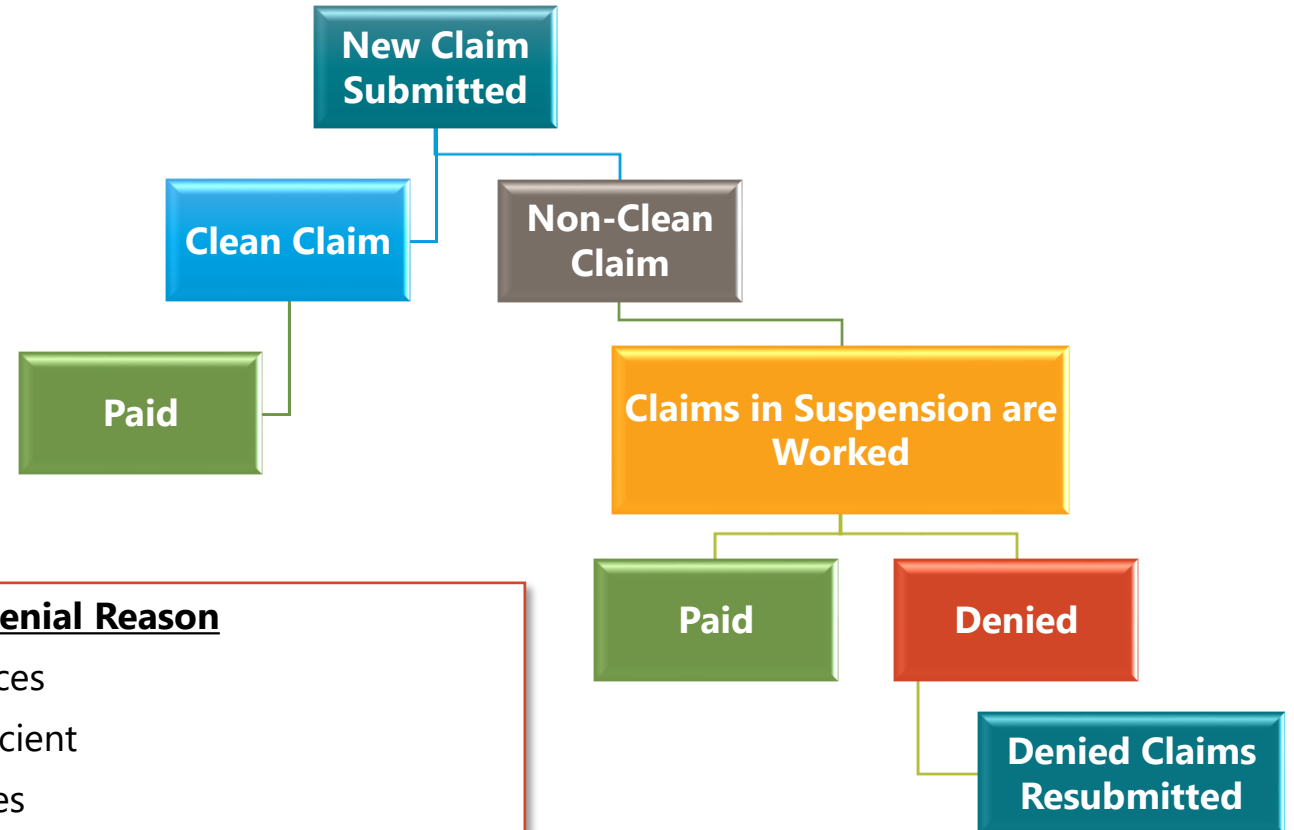 New Claim
Submitted
Clean Claim
Non-Clean
Claim
Paid
Claims in Suspension are
Worked
Paid
Denied
Denied Claims
Resubmitted
Reason